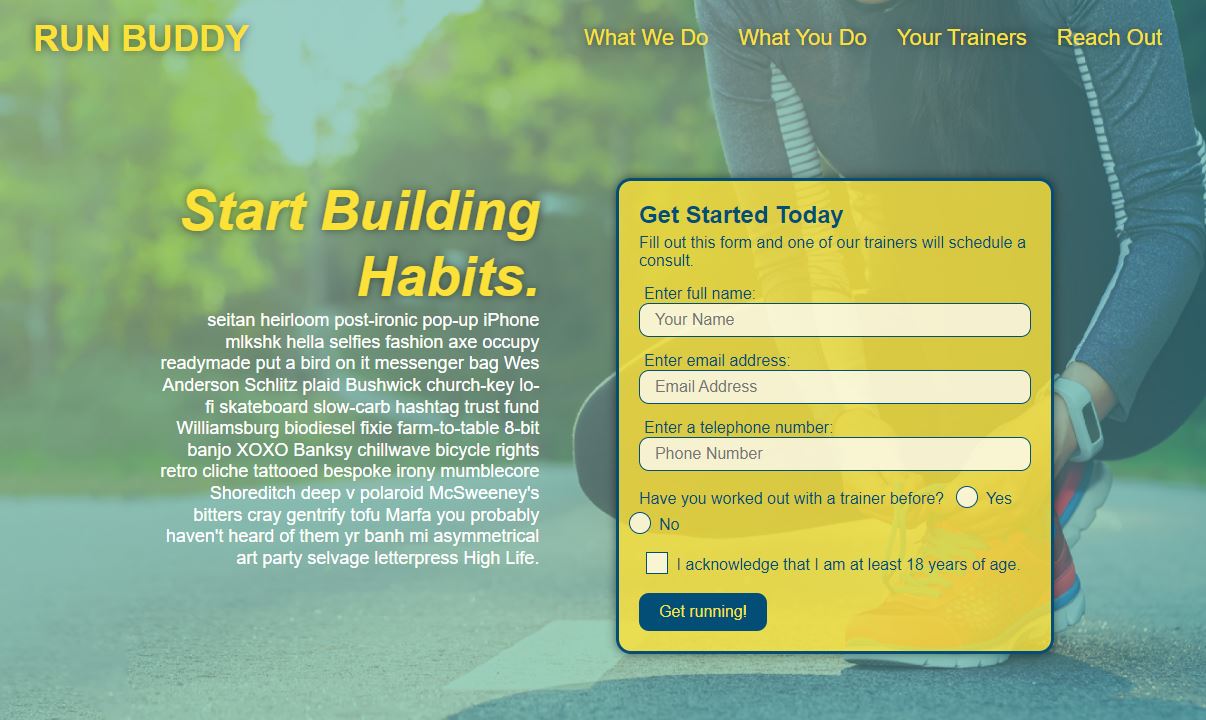 RUN BUDDY
What We Do What You Do Your Trainers Reach Out
Start Building
Habits.
seitan heirloom post-ironic pop-up iPhone
mlkshk hella selfies fashion axe occupy
readymade put a bird on it messenger bag Wes
Anderson Schlitz plaid Bushwick church-key lo-
fi skateboard slow-carb hashtag trust fund
Williamsburg biodiesel fixie farm-to-table 8-bit
banjo XOXO Banksy chillwave bicycle rights
retro cliche tattooed bespoke irony mumblecore
Shoreditch deep v polaroid McSweeney's
bitters cray gentrify tofu Marfa you probably
haven't heard of them yr banh mi asymmetrical
art party selvage letterpress High Life.
Get Started Today
Fill out this form and one of our trainers will schedule a
consult.
Enter full name:
Your Name
Enter email address:
Email Address
Enter a telephone number:
Phone Number
Have you worked out with a trainer before? Yes
No
I acknowledge that I am at least 18 years of age.
Get running!